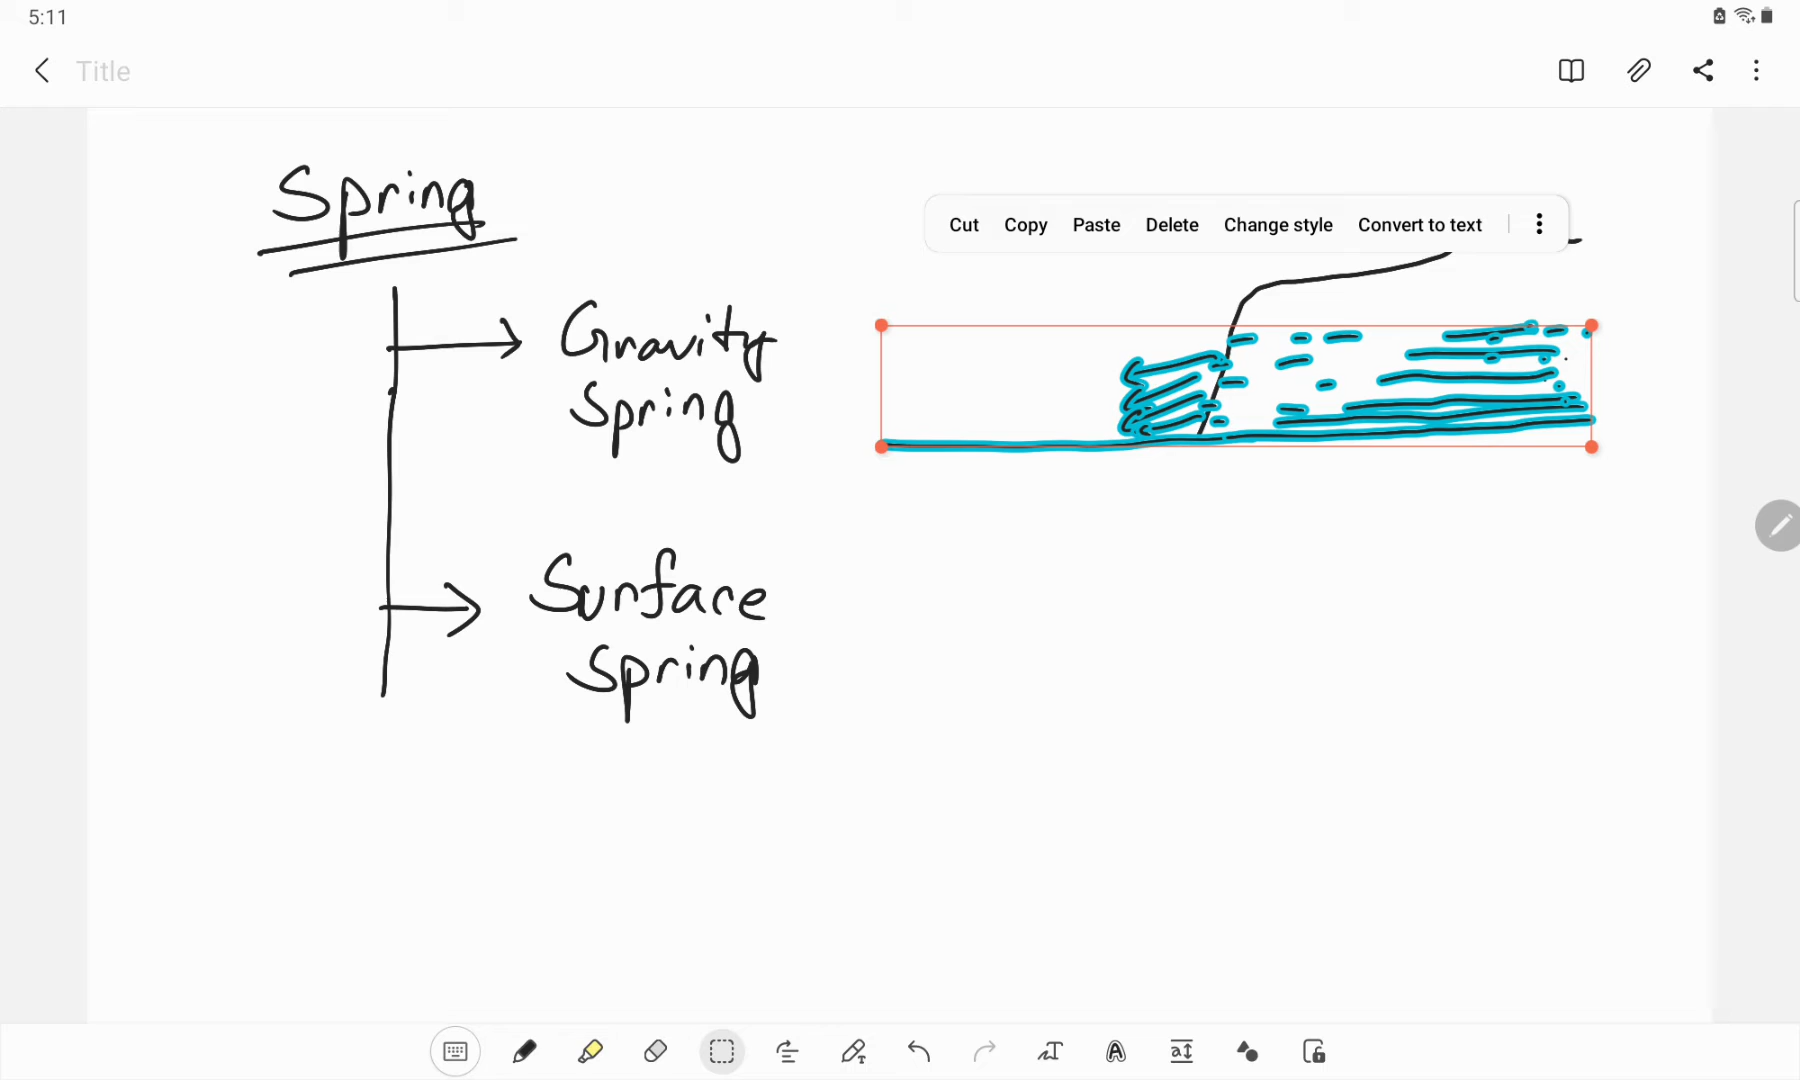 5:11
Title
Spring
Cut Copy Paste Delete Change style Convert to text
Gravity
Spring
Surface
Spring